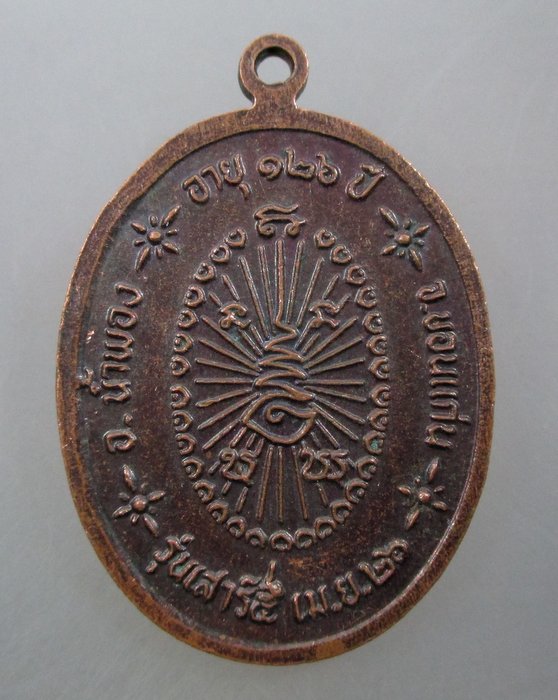 อายุ ๑๒๖ ปี
อ. น้ำพอง
จ. ขอนแก่น
รุ่นเสาร์๕ เม.ย.๒๑